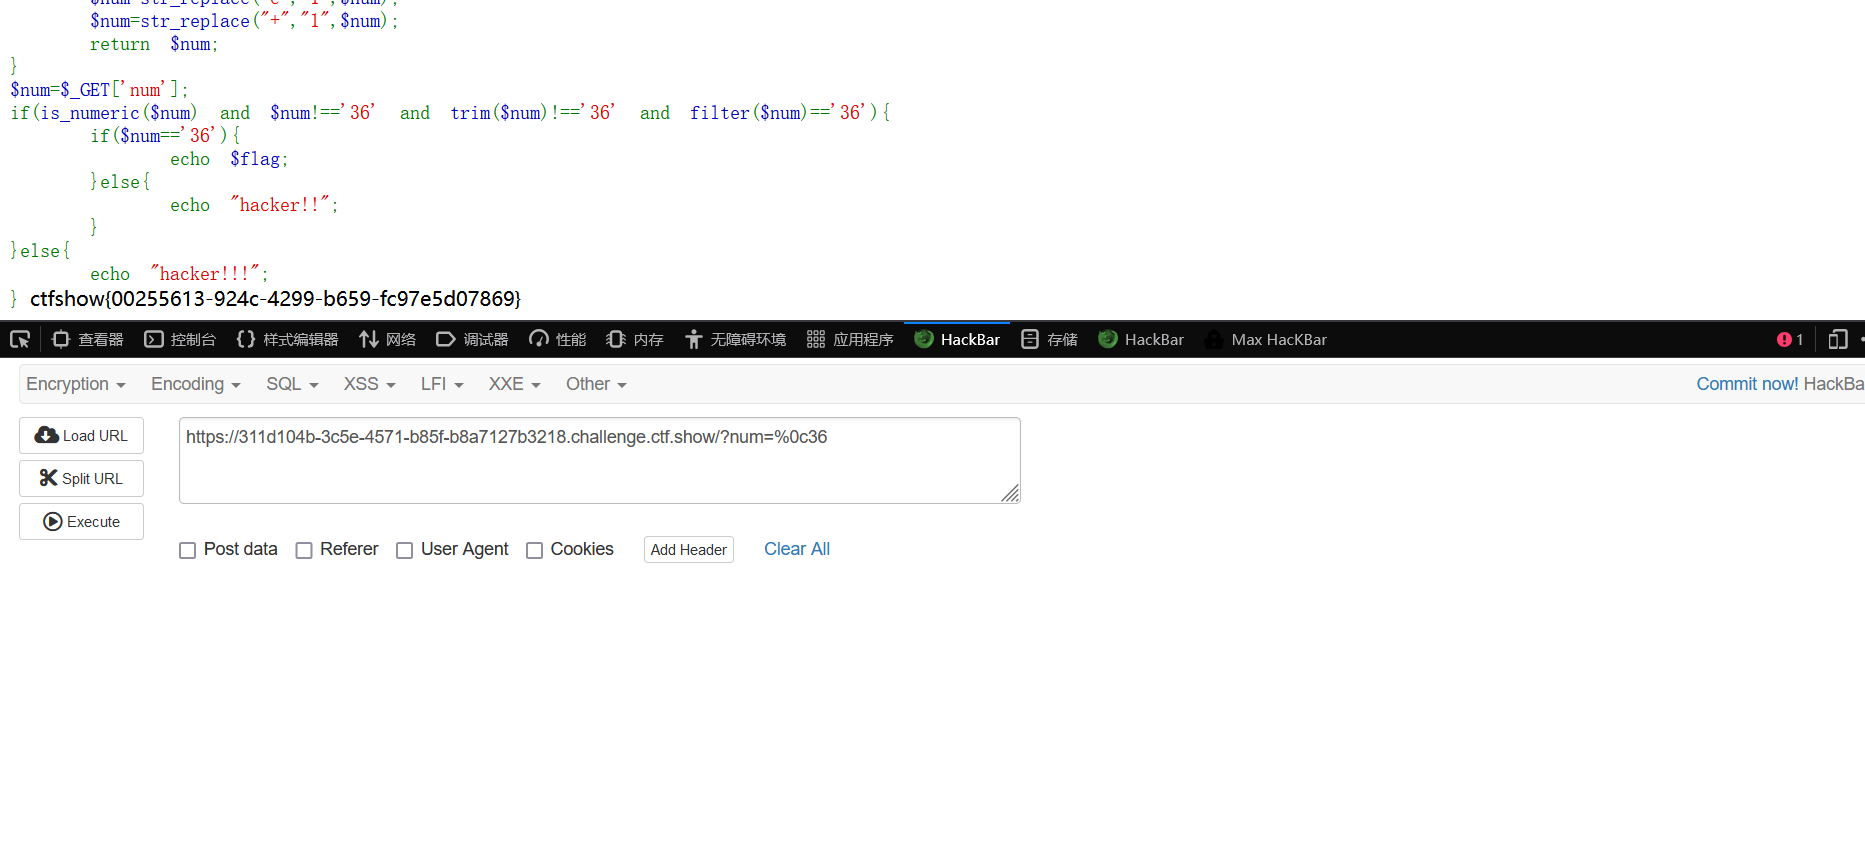 $num=str_replace("+","1",$num);
return $num;
}
$num=$_GET['num'];
if(is_numeric($num) and $num!=='36' and trim($num)!=='36' and filter($num)=='36'){
if($num=='36'){
echo $flag;
}else{
echo "hacker!!";
}
}else{
echo "hacker!!!";
} ctfshow{00255613-924c-4299-b659-fc97e5d07869}
查看器 控制台 样式编辑器 网络 调试器 性能 内存 无障碍环境 应用程序 HackBar 存储 HackBar Max HacKBar 1
Encryption Encoding SQL XSS LFI XXE Other Commit now! HackBa
Load URL https://311d104b-3c5e-4571-b85f-b8a7127b3218.challenge.ctf.show/?num=%0c36
Split URL
Execute
Post data Referer User Agent Cookies Add Header Clear All